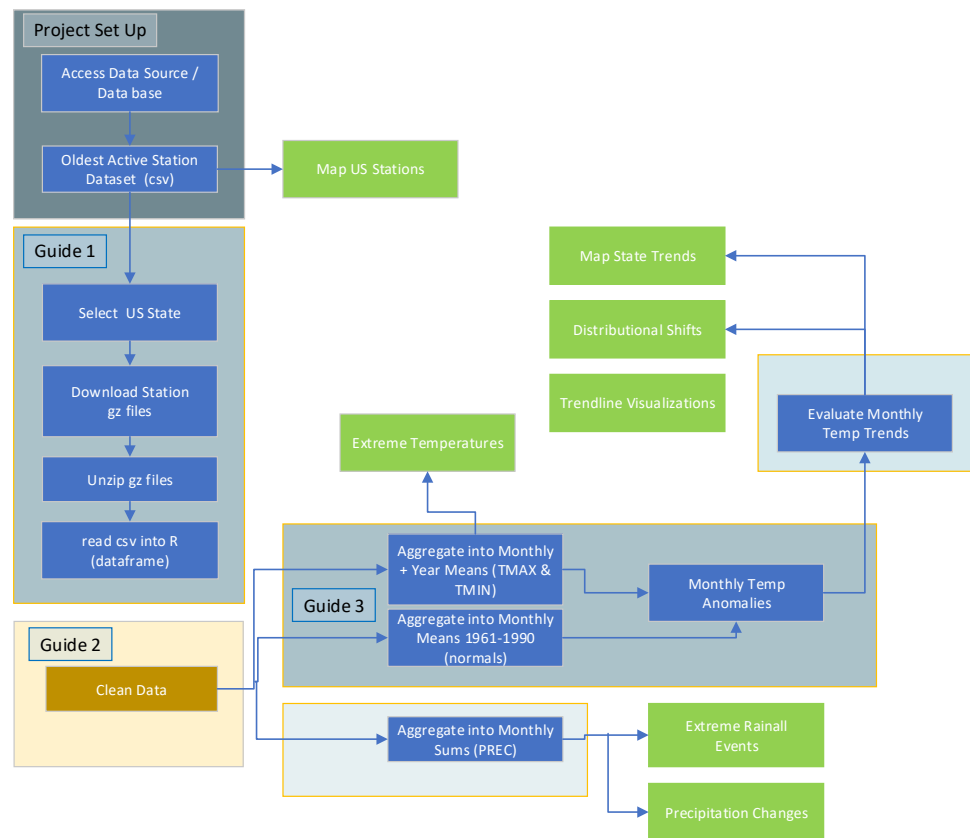 Project Set Up
Access Data Source /
Data base
Oldest Active Station
Dataset (csv)
Map US Stations
Guide 1
Select US State
Download Station
gz files
Unzip gz files
read csv into R
(dataframe)
Guide 2
Clean Data
Map State Trends
Distributional Shifts
Trendline Visualizations
Evaluate Monthly
Temp Trends
Extreme Temperatures
Guide 3
Aggregate into Monthly
+ Year Means (TMAX &
TMIN)
Aggregate into Monthly
Means 1961-1990
(normals)
Monthly Temp
Anomalies
Aggregate into Monthly
Sums (PREC)
Extreme Rainall
Events
Precipitation Changes